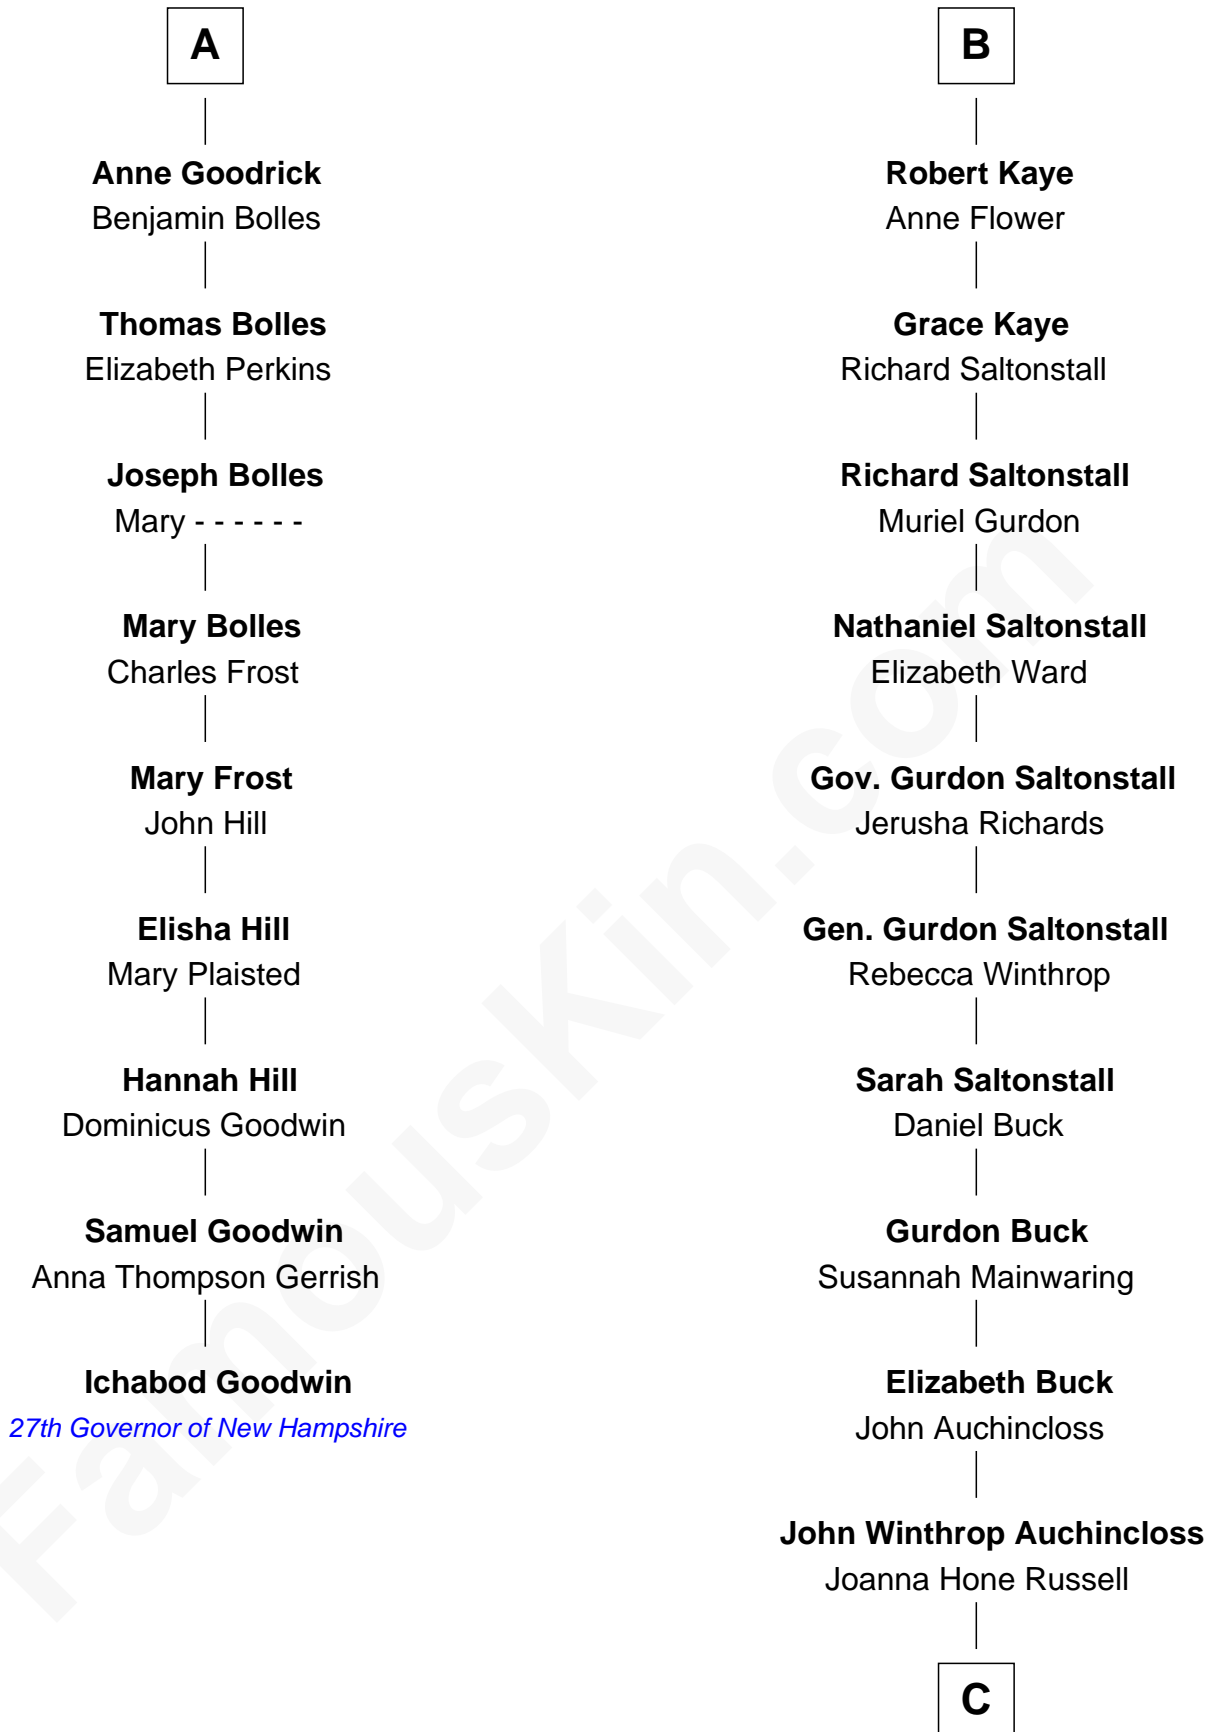 A
Anne Goodrick
Benjamin Bolles
Thomas Bolles
Elizabeth Perkins
Joseph Bolles
Mary - - - - - -
Mary Bolles
Charles Frost
Mary Frost
John Hill
Elisha Hill
Mary Plaisted
Hannah Hill
Dominicus Goodwin
Samuel Goodwin
Anna Thompson Gerrish
Ichabod Goodwin
27th Governor of New Hampshire
B
Robert Kaye
Anne Flower
Grace Kaye
Richard Saltonstall
Richard Saltonstall
Muriel Gurdon
Nathaniel Saltonstall
Elizabeth Ward
Gov. Gurdon Saltonstall
Jerusha Richards
Gen. Gurdon Saltonstall
Rebecca Winthrop
Sarah Saltonstall
Daniel Buck
Gurdon Buck
Susannah Mainwaring
Elizabeth Buck
John Auchincloss
John Winthrop Auchincloss
Joanna Hone Russell
C
FamousKin.com